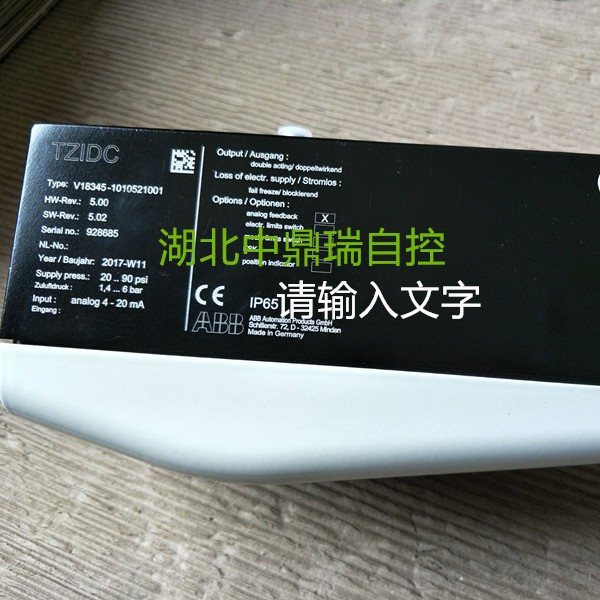 TZIDC
Type: V18345-1010521001
HW-Rev.: 5.00
SW-Rev.: 5.02
Serial no.: 928685
NL-No.:
Year / Baujahr: 2017-W11
Supply press.: 20 .. 90 psi
Zuluftdruck : 1,4 .. 6 bar
Input : analog 4 - 20 mA
Eingang :
Output / Ausgang :
double acting/ doppeltwirkend
Loss of electr. supply / Stromlos :
fail freeze/ blockierend
Options / Optionen :
analog feedback X
electr. limits switch
position indicator
湖北中鼎瑞自控
请输入文字
CE IP65
ABB
ABB Automation Products GmbH
Schillerstr. 72, D - 32425 Minden
Made in Germany